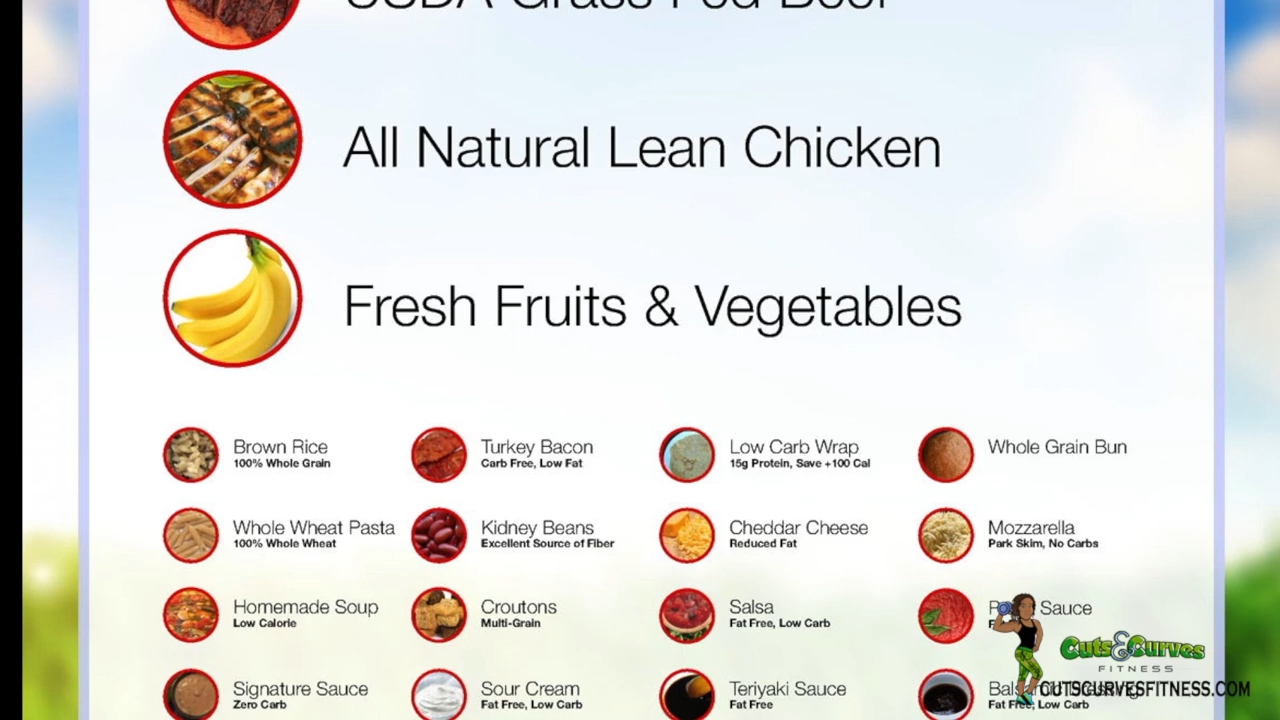 USDA Grass Fed Beef
All Natural Lean Chicken
Fresh Fruits & Vegetables
Brown Rice
100% Whole Grain
Turkey Bacon
Carb Free, Low Fat
Low Carb Wrap
15g Protein, Save +100 Cal
Whole Grain Bun
Whole Wheat Pasta
100% Whole Wheat
Kidney Beans
Excellent Source of Fiber
Cheddar Cheese
Reduced Fat
Mozzarella
Park Skim, No Carbs
Homemade Soup
Low Calorie
Croutons
Multi-Grain
Salsa
Fat Free, Low Carb
Sauce
Signature Sauce
Zero Carb
Sour Cream
Fat Free, Low Carb
Teriyaki Sauce
Fat Free
Fat Free, Low Carb
Cuts&Curves
FITNESS
CUTSCURVESFITNESS.COM